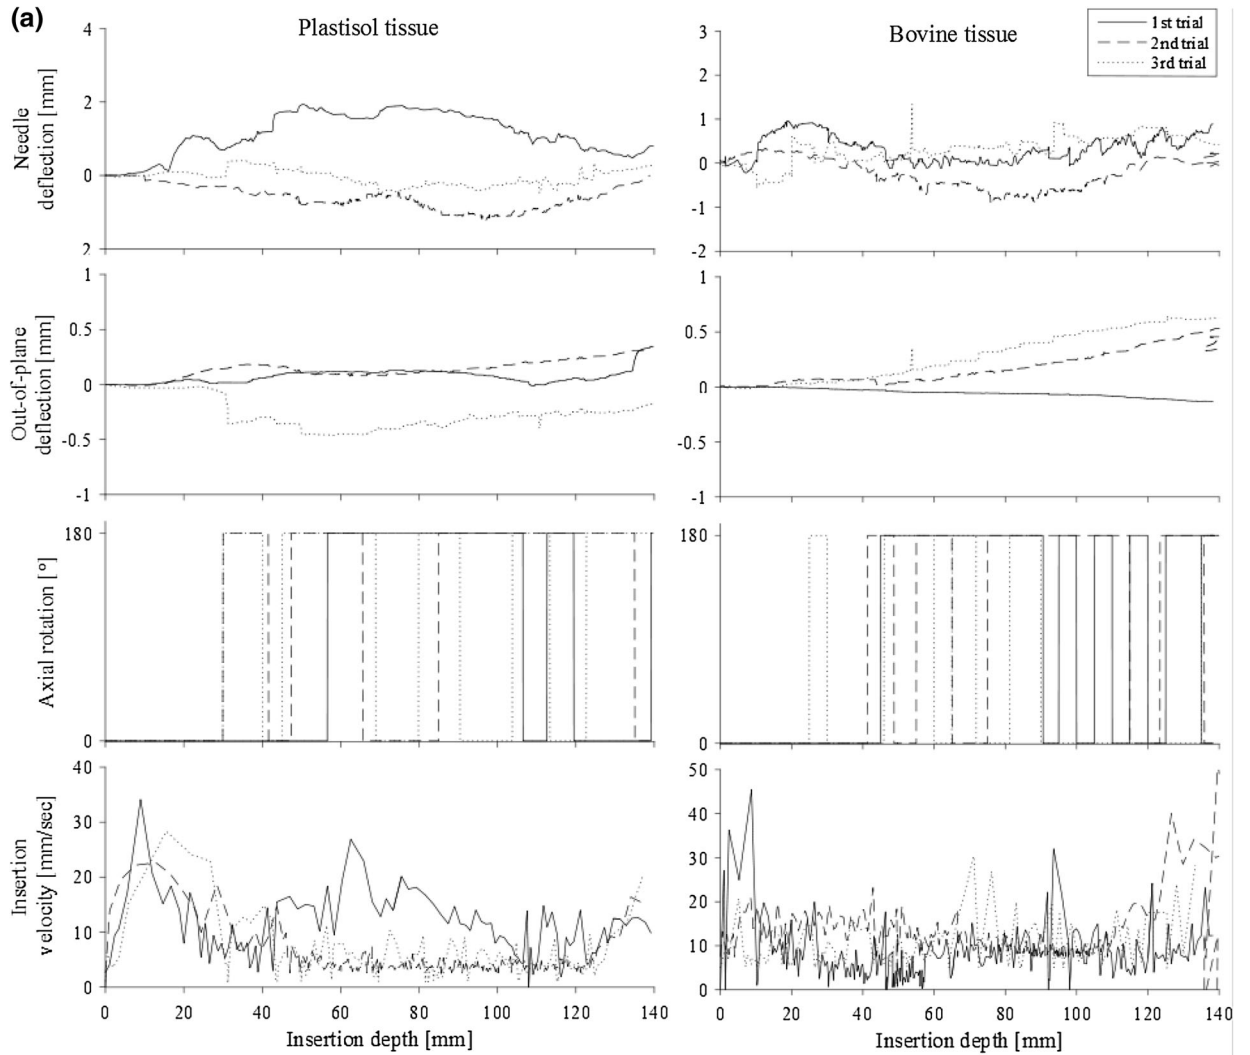 (a)
Plastisol tissue
Bovine tissue
1st trial
2nd trial
3rd trial
Needle
deflection [mm]
4
2
0
2
3
2
1
0
-1
-2
Out-of-plane
deflection [mm]
1
0.5
0
-0.5
-1
1
0.5
0
-0.5
-1
Axial rotation [º]
180
0
180
0
Insertion
velocity [mm/sec]
40
30
20
10
0
50
40
30
20
10
0
0 20 40 60 80 100 120 140
0 20 40 60 80 100 120 140
Insertion depth [mm]
Insertion depth [mm]